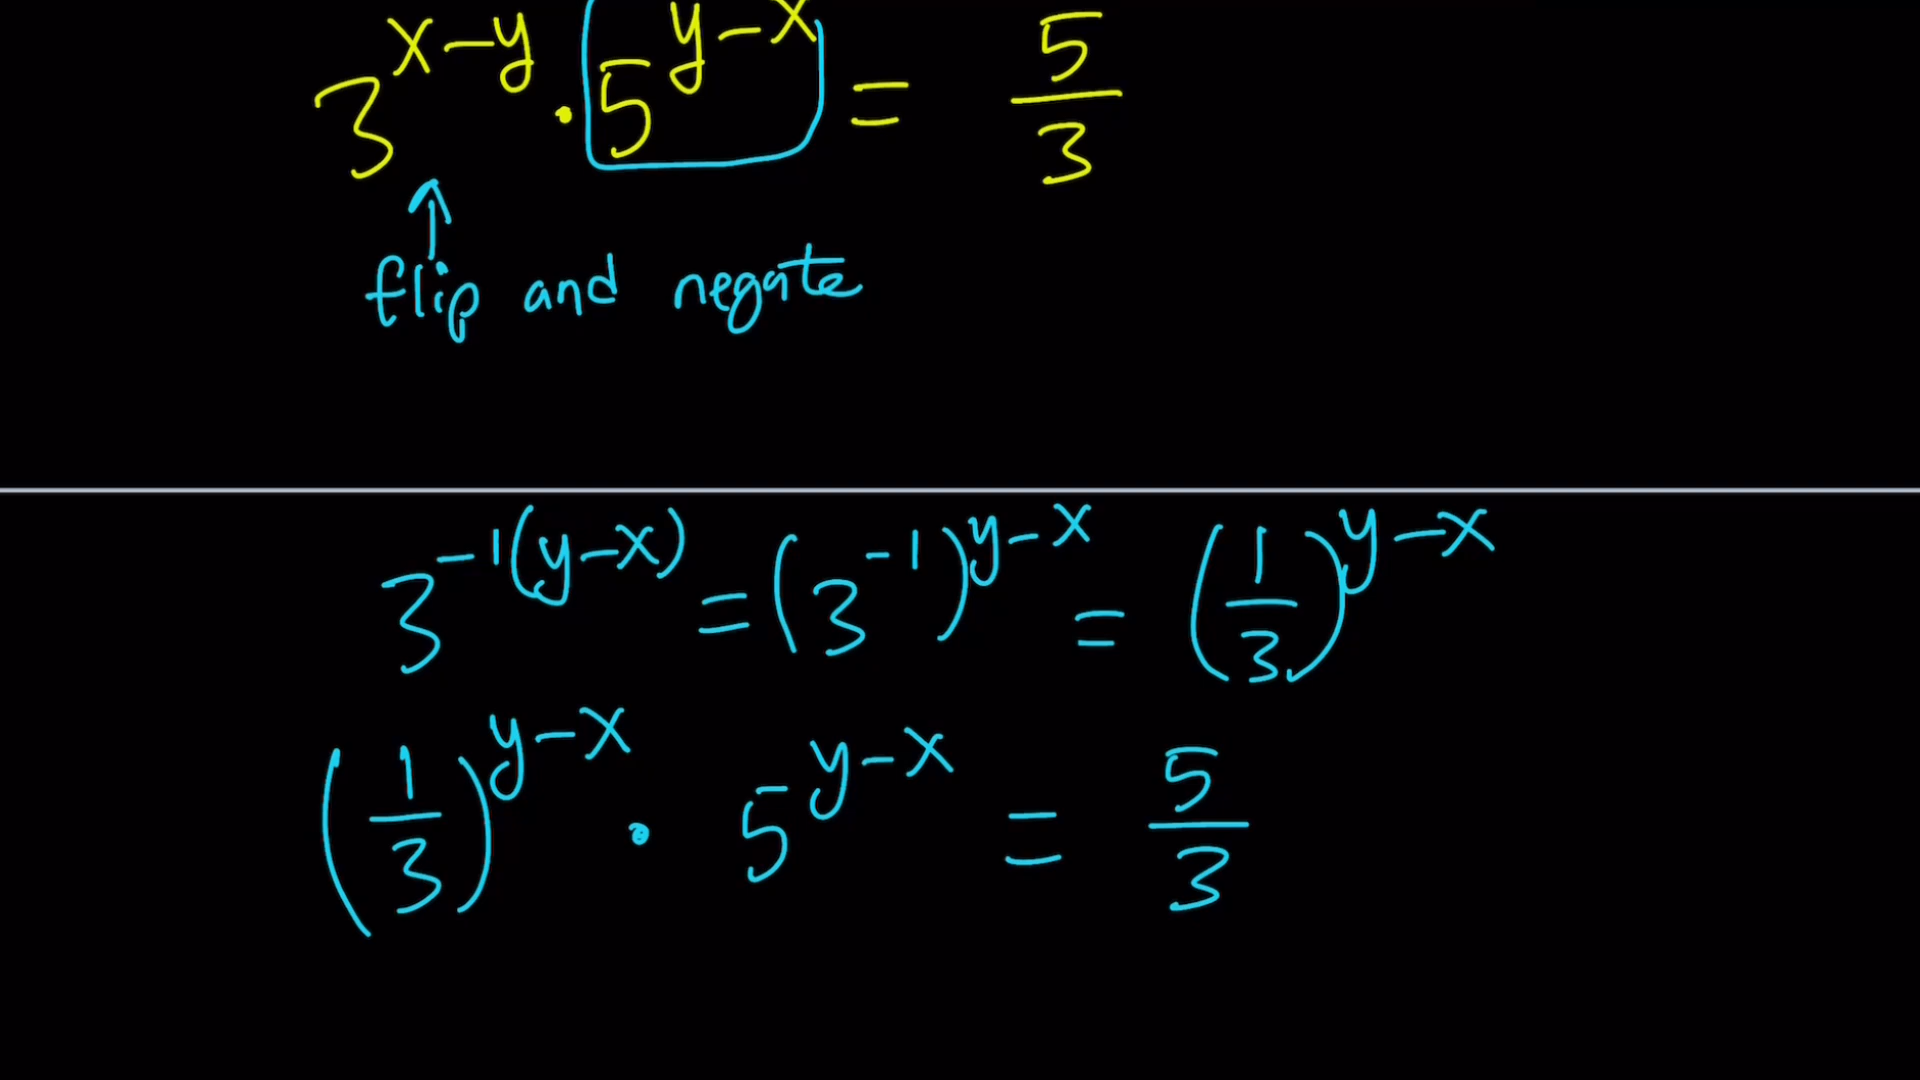 3^{x-y} · 5^{y-x} = 5/3
flip and negate
3^{-1(y-x)} = (3^{-1})^{y-x} = (1/3)^{y-x}
(1/3)^{y-x} · 5^{y-x} = 5/3